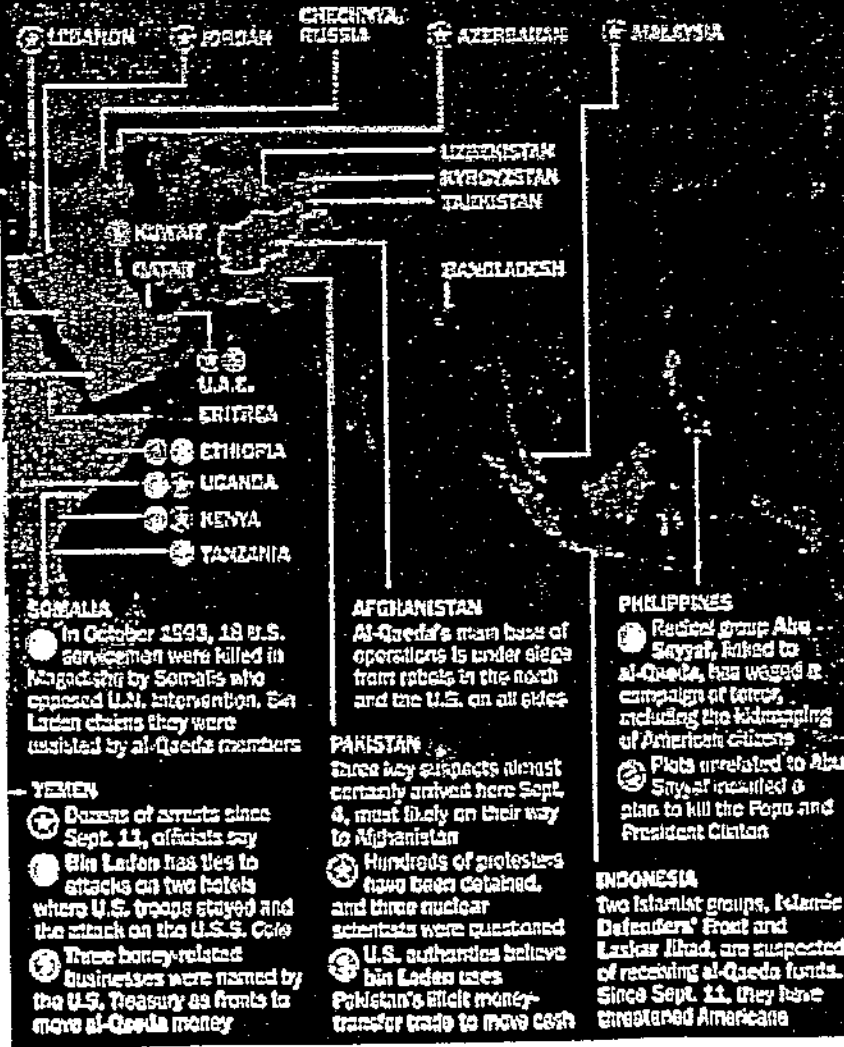 LEBANON
JORDAN
CHECHNYA,
RUSSIA
AZERBAIJAN
MALAYSIA
UZBEKISTAN
KYRGYZSTAN
TAJIKISTAN
KUWAIT
QATAR
BANGLADESH
U.A.E.
ERITREA
ETHIOPIA
UGANDA
KENYA
TANZANIA
SOMALIA
In October 1993, 18 U.S.
servicemen were killed in
Mogadishu by Somalis who
opposed U.N. intervention. Bin
Laden claims they were
assisted by al-Qaeda members
YEMEN
Dozens of arrests since
Sept. 11, officials say
Bin Laden has ties to
attacks on two hotels
where U.S. troops stayed and
the attack on the U.S.S. Cole
Three honey-related
businesses were named by
the U.S. Treasury as fronts to
move al-Qaeda money
AFGHANISTAN
Al-Qaeda's main base of
operations is under siege
from rebels in the north
and the U.S. on all sides
PAKISTAN
Three key suspects almost
certainly arrived here Sept.
4, most likely on their way
to Afghanistan
Hundreds of protesters
have been detained,
and three nuclear
scientists were questioned
U.S. authorities believe
bin Laden uses
Pakistan's illicit money-
transfer trade to move cash
PHILIPPINES
Radical group Abu
Sayyaf, linked to
al-Qaeda, has waged a
campaign of terror,
including the kidnapping
of American citizens
Plots unrelated to Abu
Sayyaf included a
plan to kill the Pope and
President Clinton
INDONESIA
Two Islamist groups, Islamic
Defenders' Front and
Laskar Jihad, are suspected
of receiving al-Qaeda funds.
Since Sept. 11, they have
threatened Americans